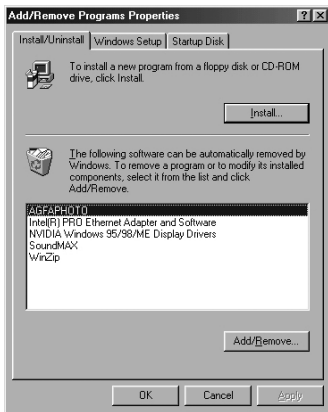 Add/Remove Programs Properties
Install/Uninstall Windows Setup Startup Disk
To install a new program from a floppy disk or CD-ROM
drive, click Install.
Install...
The following software can be automatically removed by
Windows. To remove a program or to modify its installed
components, select it from the list and click
Add/Remove.
AGFAPHOTO
Intel(R) PRO Ethernet Adapter and Software
NVIDIA Windows 95/98/ME Display Drivers
SoundMAX
WinZip
Add/Remove...
OK Cancel Apply